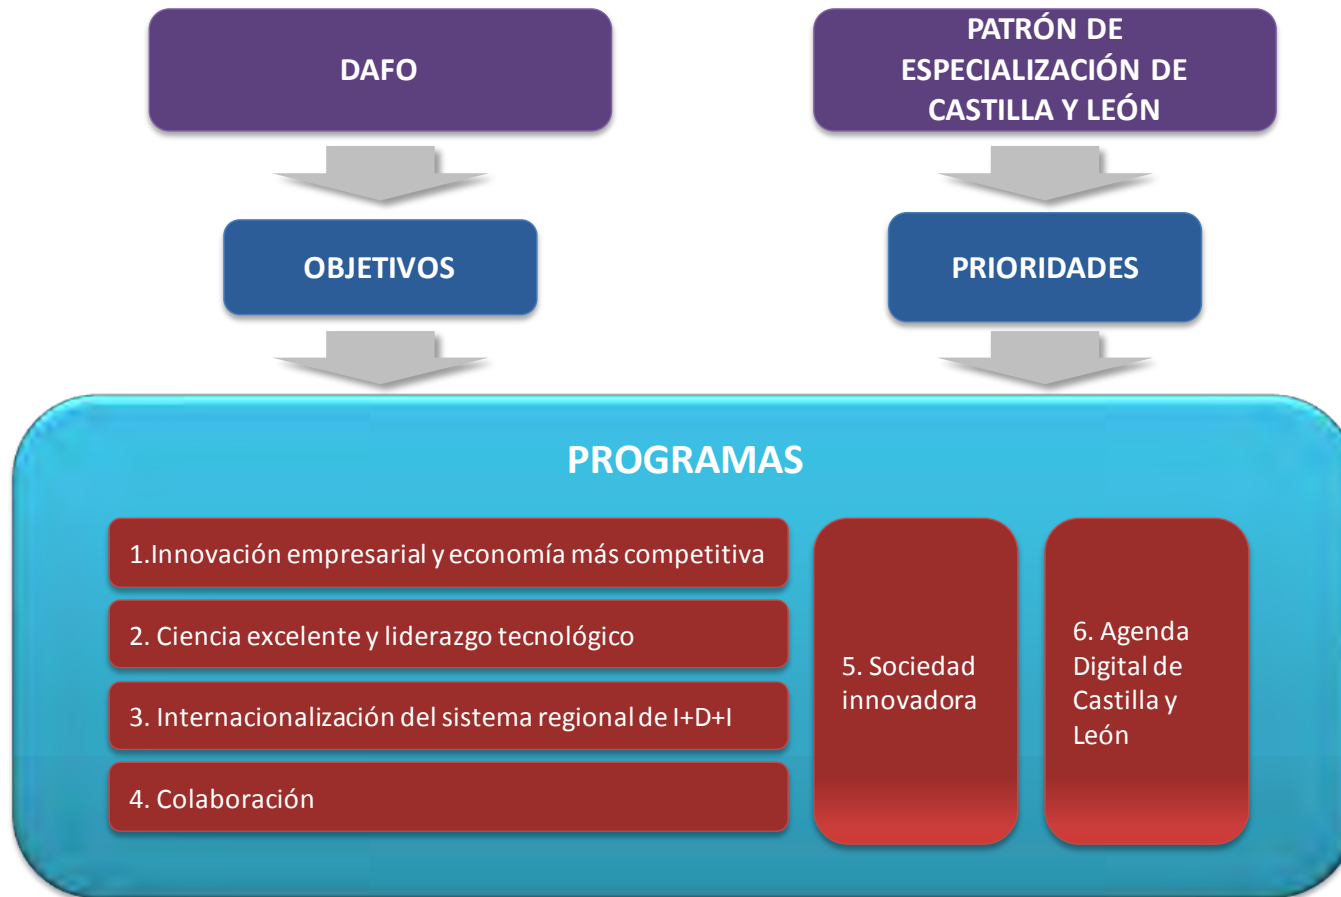 DAFO
PATRÓN DE
ESPECIALIZACIÓN DE
CASTILLA Y LEÓN
OBJETIVOS
PRIORIDADES
PROGRAMAS
1.Innovación empresarial y economía más competitiva
2. Ciencia excelente y liderazgo tecnológico
3. Internacionalización del sistema regional de I+D+I
4. Colaboración
5. Sociedad
innovadora
6. Agenda
Digital de
Castilla y
León